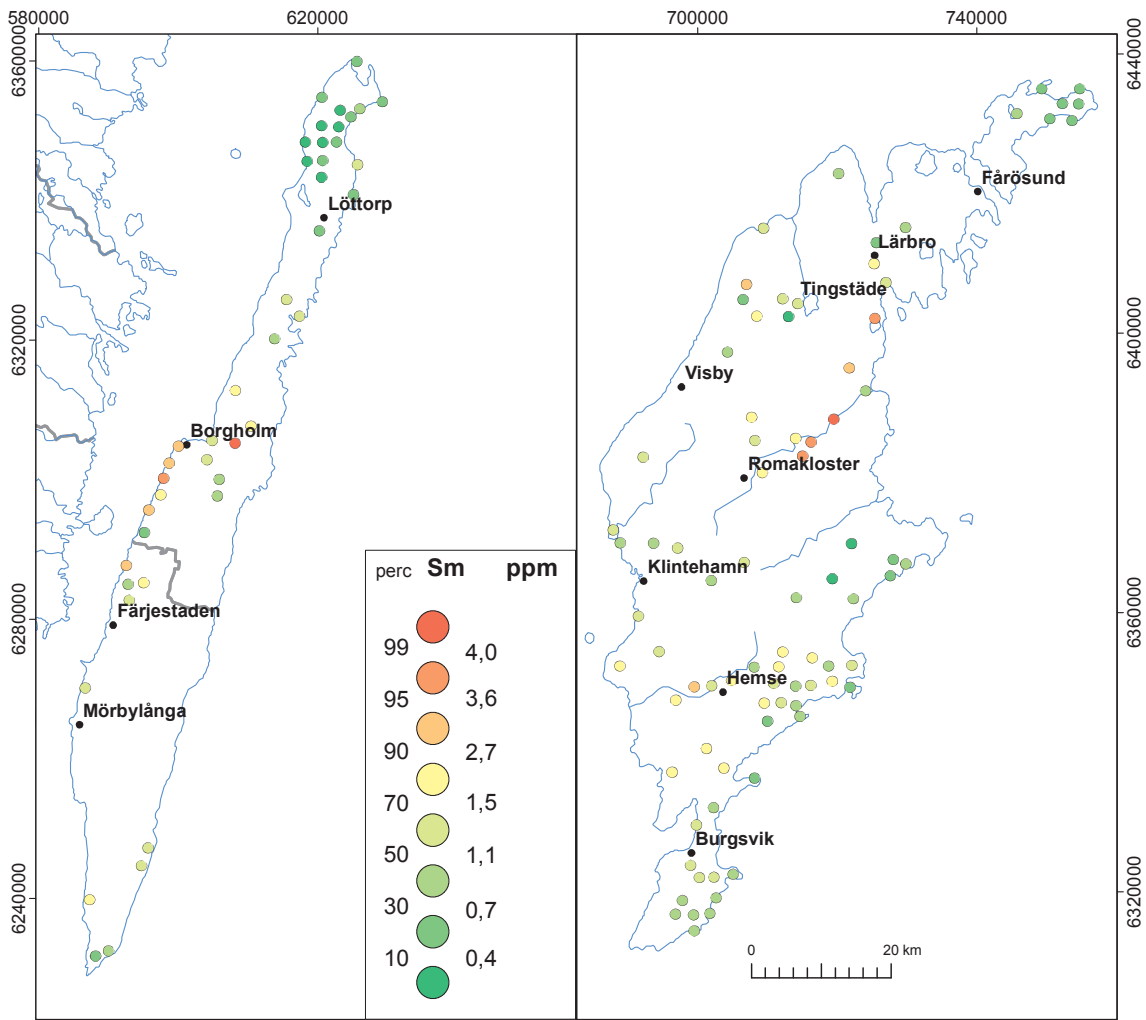 580000 620000 700000 740000
6360000
6320000
6280000
6240000
6440000
6400000
6360000
6320000
Löttorp
Borgholm
Färjestaden
Mörbylånga
Fårösund
Lärbro
Tingstäde
Visby
Romakloster
Klintehamn
Hemse
Burgsvik
perc Sm ppm
99 4,0
95 3,6
90 2,7
70 1,5
50 1,1
30 0,7
10 0,4
0 20 km